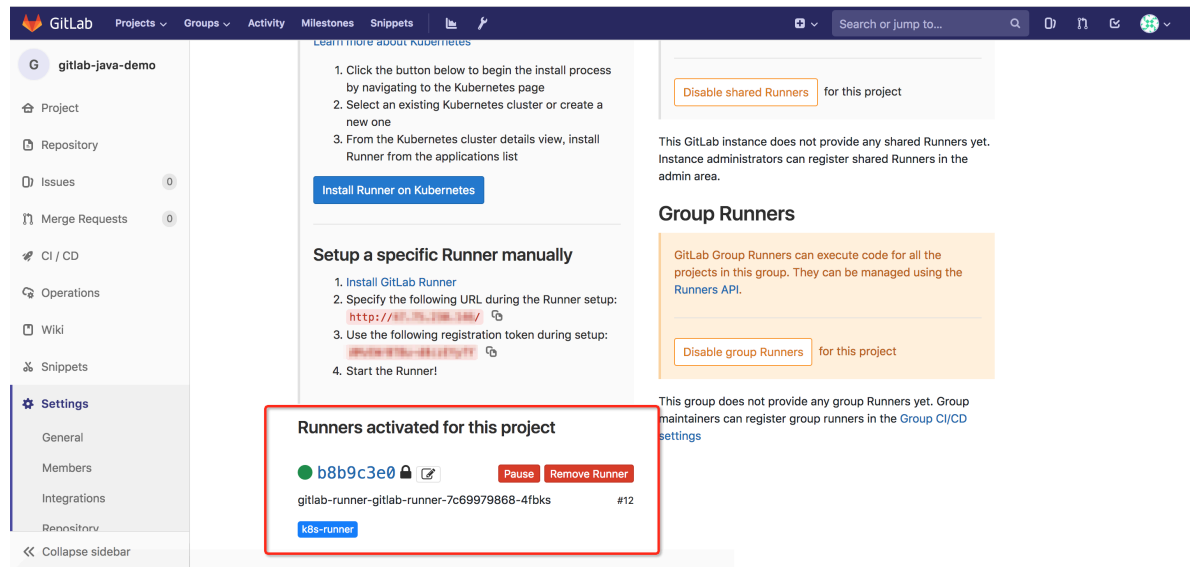 GitLab Projects Groups Activity Milestones Snippets Search or jump to...
G gitlab-java-demo
Project
Repository
Issues 0
Merge Requests 0
CI / CD
Operations
Wiki
Snippets
Settings
General
Members
Integrations
Repository
Collapse sidebar
Learn more about Kubernetes
1. Click the button below to begin the install process
by navigating to the Kubernetes page
2. Select an existing Kubernetes cluster or create a
new one
3. From the Kubernetes cluster details view, install
Runner from the applications list
Install Runner on Kubernetes
Setup a specific Runner manually
1. Install GitLab Runner
2. Specify the following URL during the Runner setup:
http://
3. Use the following registration token during setup:
4. Start the Runner!
Runners activated for this project
b8b9c3e0 Pause Remove Runner
gitlab-runner-gitlab-runner-7c69979868-4fbks #12
k8s-runner
Disable shared Runners for this project
This GitLab instance does not provide any shared Runners yet.
Instance administrators can register shared Runners in the
admin area.
Group Runners
GitLab Group Runners can execute code for all the
projects in this group. They can be managed using the
Runners API.
Disable group Runners for this project
This group does not provide any group Runners yet. Group
maintainers can register group runners in the Group CI/CD
settings